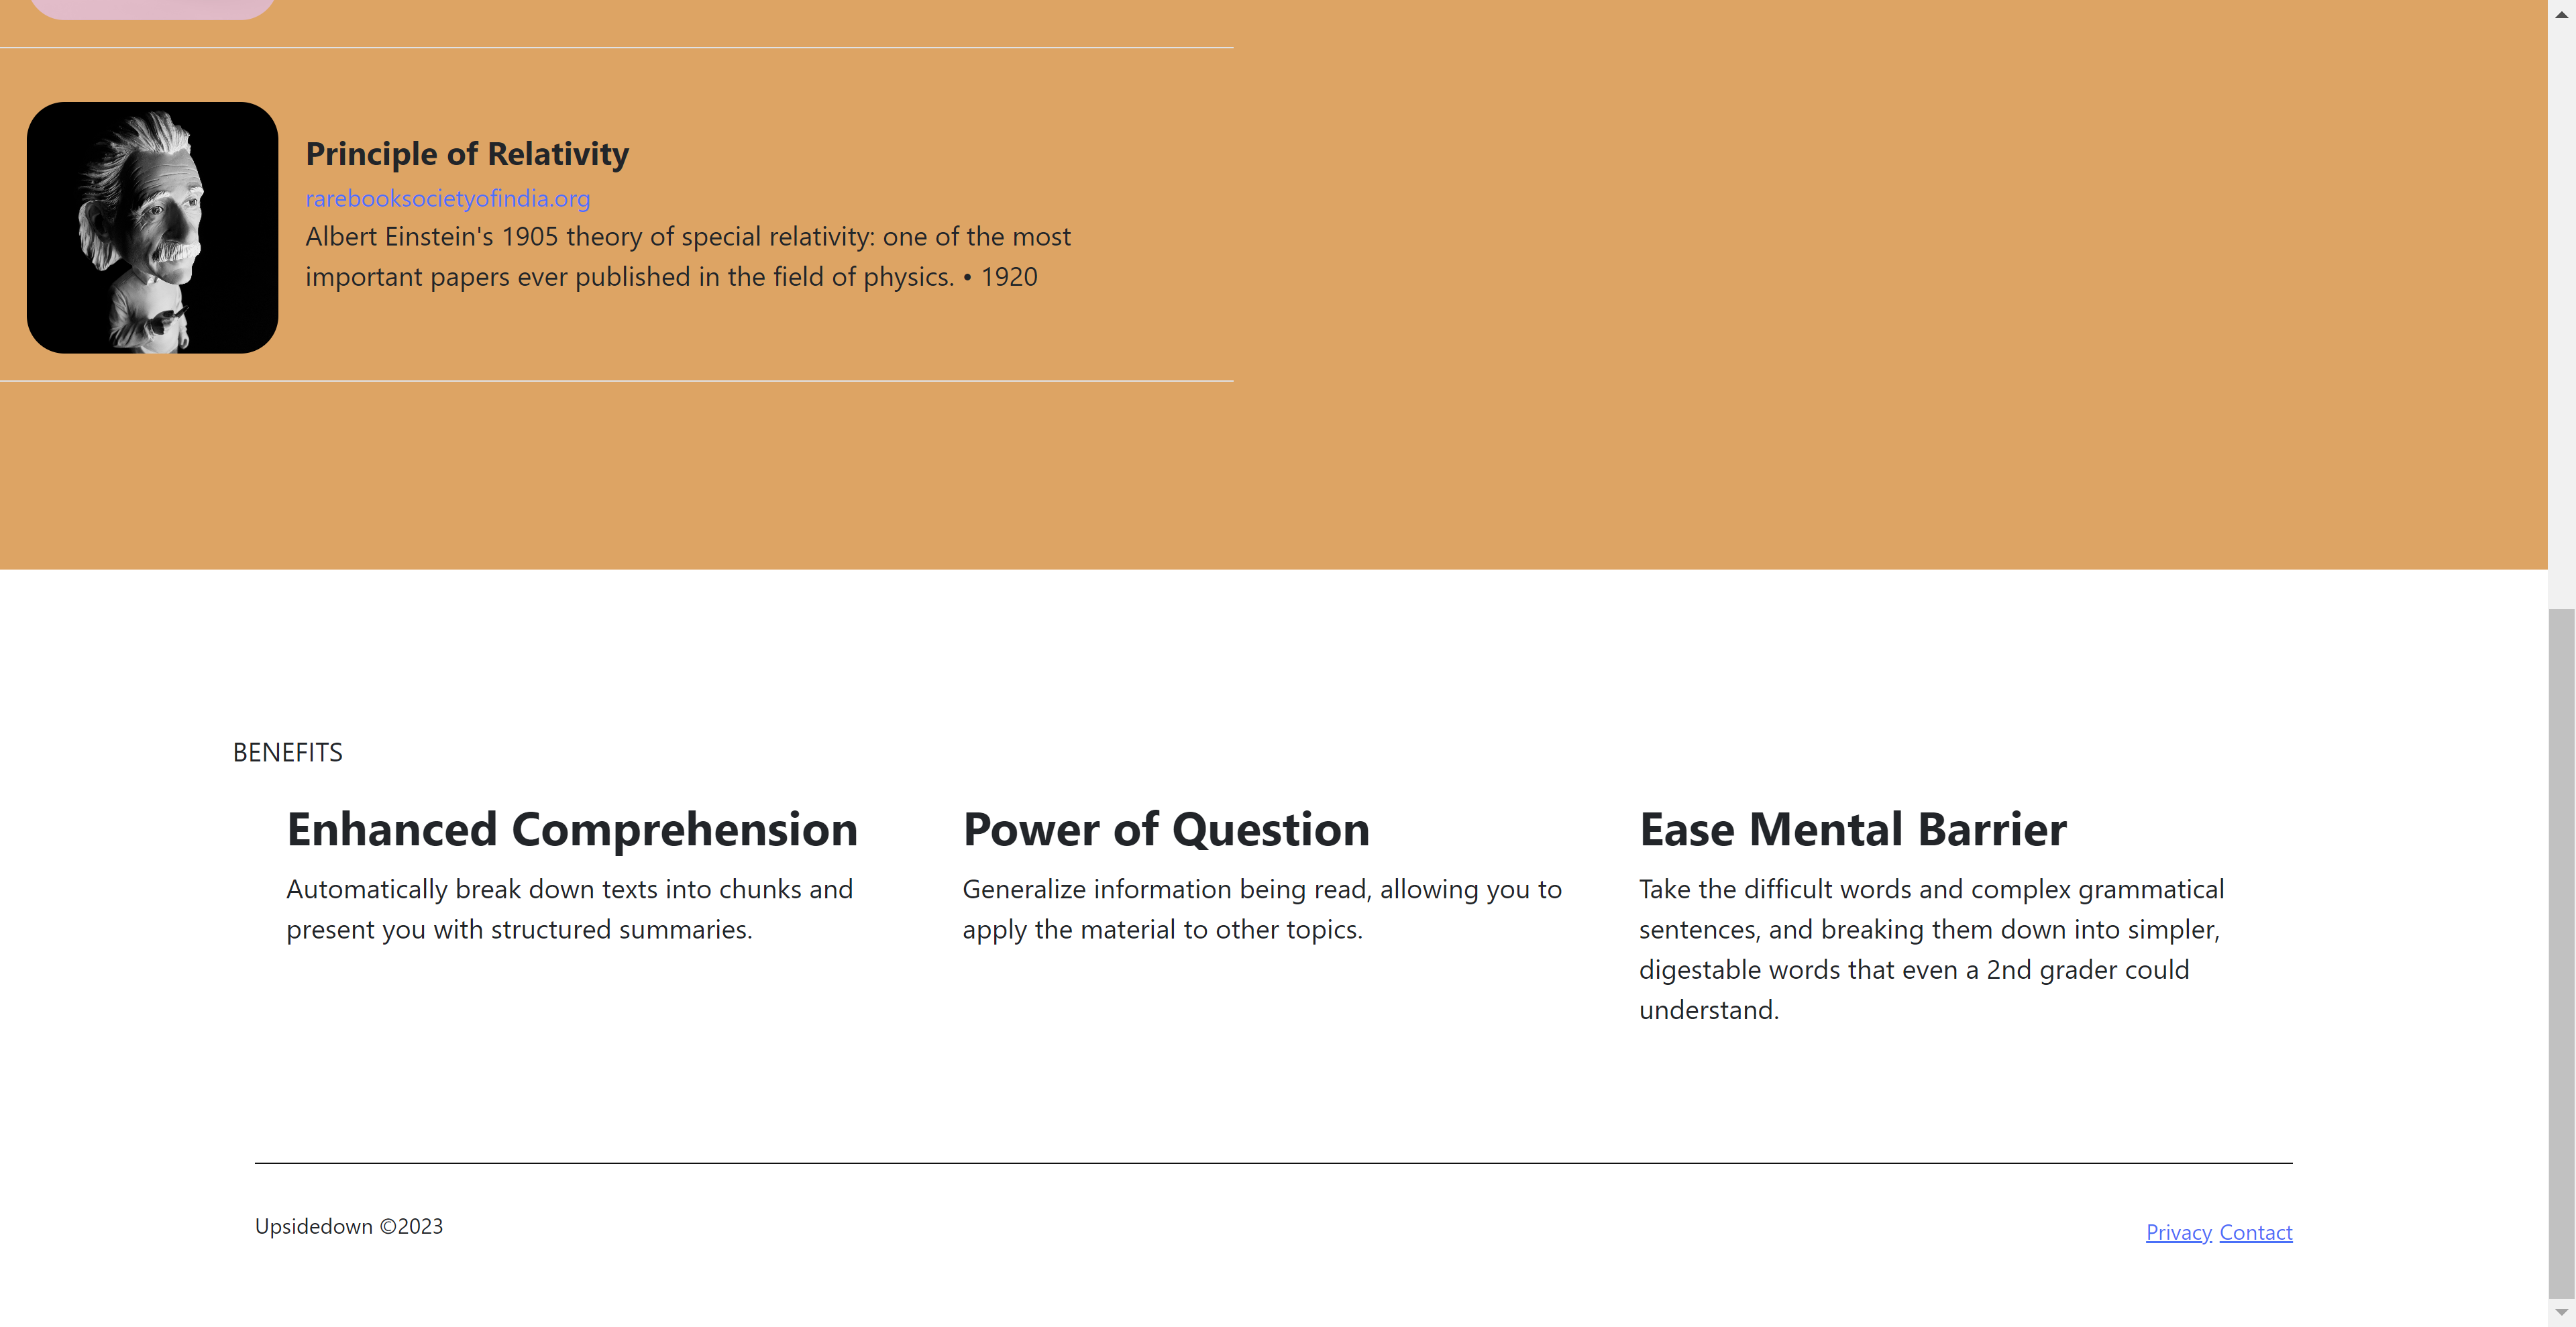 Principle of Relativity
rarebooksocietyofindia.org
Albert Einstein's 1905 theory of special relativity: one of the most
important papers ever published in the field of physics. • 1920
BENEFITS
Enhanced Comprehension
Automatically break down texts into chunks and
present you with structured summaries.
Power of Question
Generalize information being read, allowing you to
apply the material to other topics.
Ease Mental Barrier
Take the difficult words and complex grammatical
sentences, and breaking them down into simpler,
digestable words that even a 2nd grader could
understand.
Upsidedown ©2023
Privacy Contact